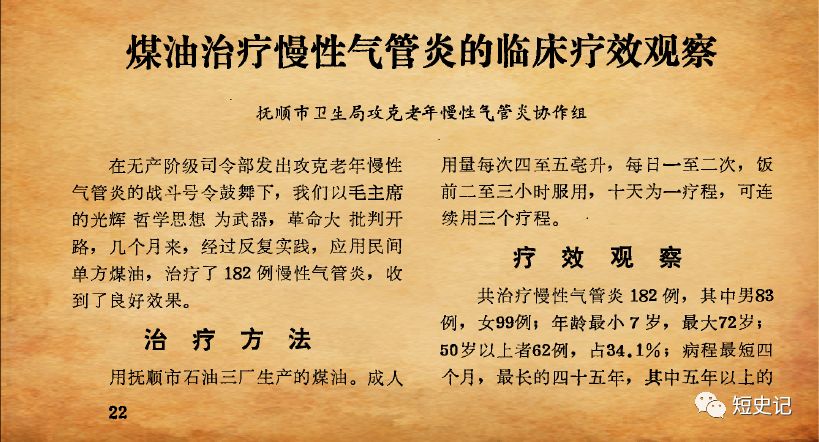 煤油治疗慢性气管炎的临床疗效观察
抚顺市卫生局攻克老年慢性气管炎协作组
在无产阶级司令部发出攻克老年慢性
气管炎的战斗号令鼓舞下，我们以毛主席
的光辉 哲学思想 为武器，革命大 批判开
路，几个月来，经过反复实践，应用民间
单方煤油，治疗了182例慢性气管炎，收
到了良好效果。
治疗方法
用抚顺市石油三厂生产的煤油。成人
22
用量每次四至五亳升，每日一至二次，饭
前二至三小时服用，十天为一疗程，可连
续用三个疗程。
疗效观察
共治疗慢性气管炎182例，其中男83
例，女99例；年龄最小7岁，最大72岁；
50岁以上者62例，占34.1%；病程最短四
个月，最长的四十五年，其中五年以上的
短史记